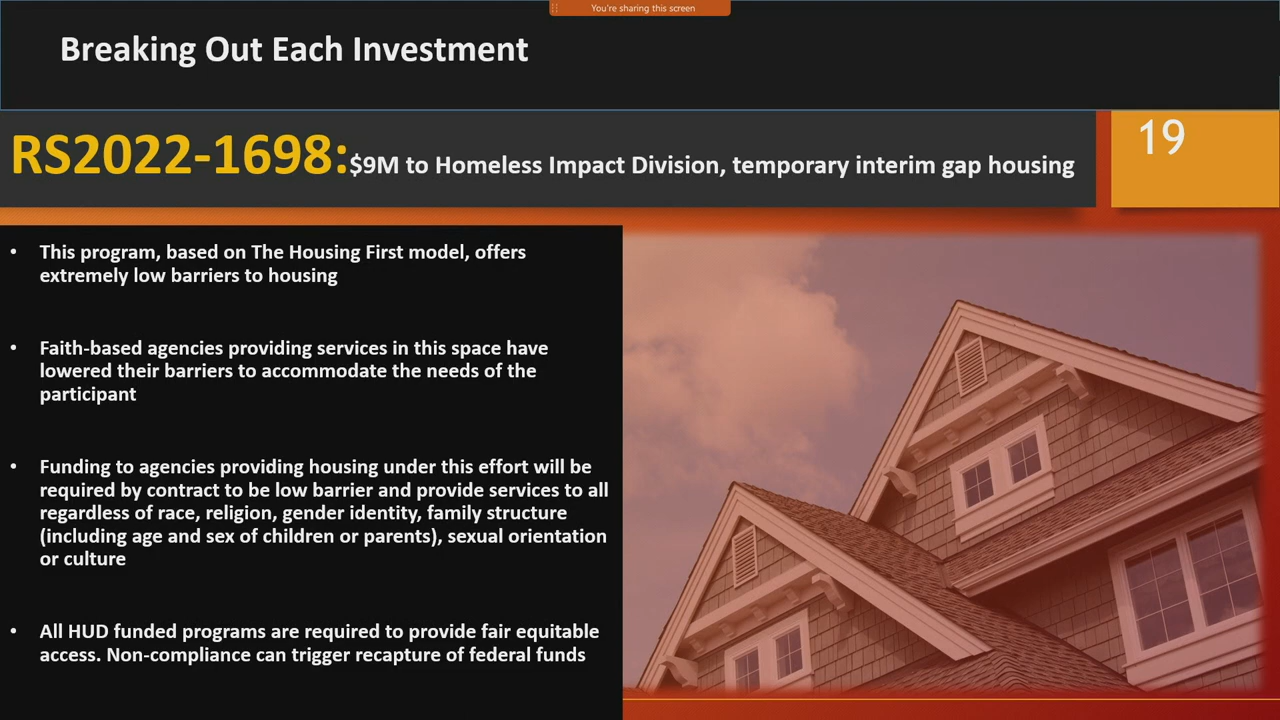 You're sharing this screen
Breaking Out Each Investment
RS2022-1698:$9M to Homeless Impact Division, temporary interim gap housing
19
• This program, based on The Housing First model, offers
extremely low barriers to housing
• Faith-based agencies providing services in this space have
lowered their barriers to accommodate the needs of the
participant
• Funding to agencies providing housing under this effort will be
required by contract to be low barrier and provide services to all
regardless of race, religion, gender identity, family structure
(including age and sex of children or parents), sexual orientation
or culture
• All HUD funded programs are required to provide fair equitable
access. Non-compliance can trigger recapture of federal funds